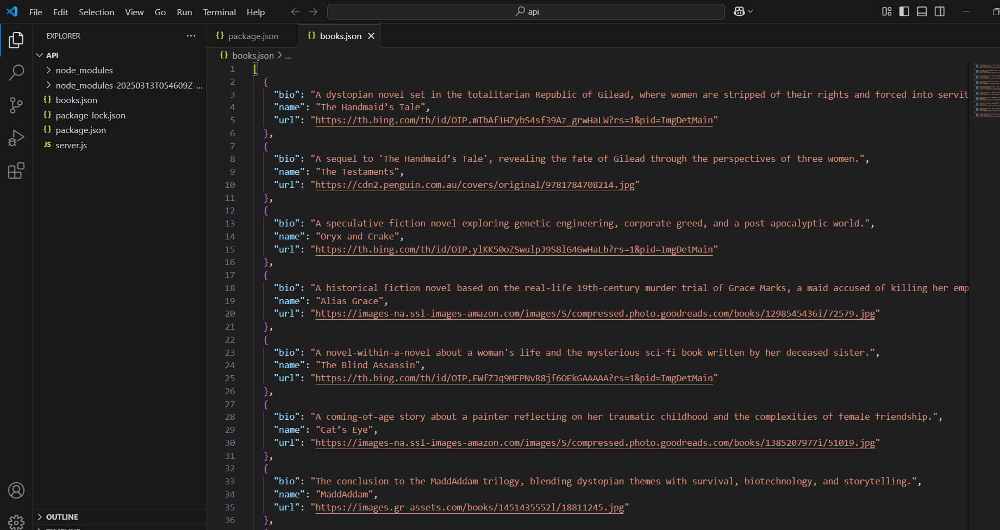 File Edit Selection View Go Run Terminal Help
api
EXPLORER
API
node_modules
node_modules-20250313T054609Z-...
books.json
package-lock.json
package.json
JS server.js
OUTLINE
{} package.json
{} books.json
{} books.json > ...
1 [
2 {
3 "bio": "A dystopian novel set in the totalitarian Republic of Gilead, where women are stripped of their rights and forced into servit
4 "name": "The Handmaid’s Tale",
5 "url": "https://th.bing.com/th/id/OIP.mTbAf1HZybS4sf39Az_grwHaLW?rs=1&pid=ImgDetMain"
6 },
7 {
8 "bio": "A sequel to 'The Handmaid’s Tale', revealing the fate of Gilead through the perspectives of three women.",
9 "name": "The Testaments",
10 "url": "https://cdn2.penguin.com.au/covers/original/9781784708214.jpg"
11 },
12 {
13 "bio": "A speculative fiction novel exploring genetic engineering, corporate greed, and a post-apocalyptic world.",
14 "name": "Oryx and Crake",
15 "url": "https://th.bing.com/th/id/OIP.ylKK50oZSwulpJ9S8lG4GwHaLb?rs=1&pid=ImgDetMain"
16 },
17 {
18 "bio": "A historical fiction novel based on the real-life 19th-century murder trial of Grace Marks, a maid accused of killing her emp
19 "name": "Alias Grace",
20 "url": "https://images-na.ssl-images-amazon.com/images/S/compressed.photo.goodreads.com/books/1298545436i/72579.jpg"
21 },
22 {
23 "bio": "A novel-within-a-novel about a woman's life and the mysterious sci-fi book written by her deceased sister.",
24 "name": "The Blind Assassin",
25 "url": "https://th.bing.com/th/id/OIP.EWfZJq9MFPNvR8jf6OEkGAAAAA?rs=1&pid=ImgDetMain"
26 },
27 {
28 "bio": "A coming-of-age story about a painter reflecting on her traumatic childhood and the complexities of female friendship.",
29 "name": "Cat’s Eye",
30 "url": "https://images-na.ssl-images-amazon.com/images/S/compressed.photo.goodreads.com/books/1385207977i/51019.jpg"
31 },
32 {
33 "bio": "The conclusion to the MaddAddam trilogy, blending dystopian themes with survival, biotechnology, and storytelling.",
34 "name": "MaddAddam",
35 "url": "https://images.gr-assets.com/books/1451435552l/18811245.jpg"
36 },